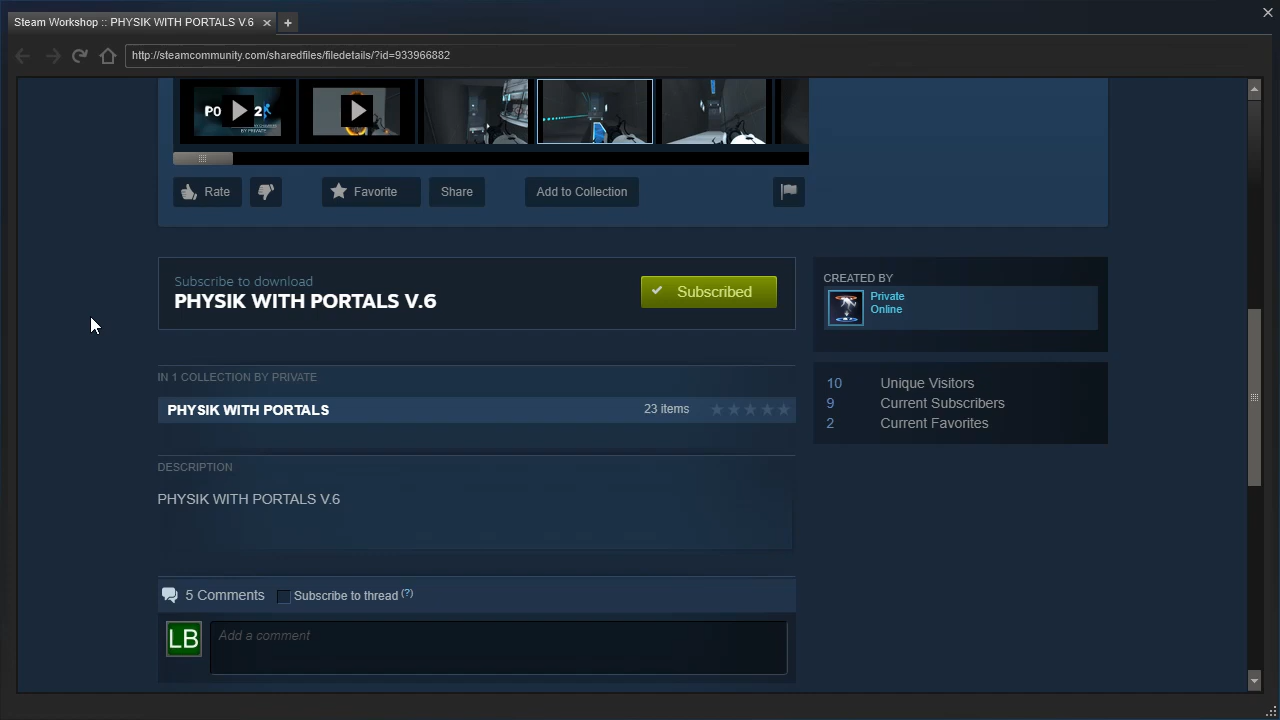 Steam Workshop :: PHYSIK WITH PORTALS V.6
http://steamcommunity.com/sharedfiles/filedetails/?id=933966882
Rate
Favorite
Share
Add to Collection
Subscribe to download
PHYSIK WITH PORTALS V.6
Subscribed
CREATED BY
Private
Online
IN 1 COLLECTION BY PRIVATE
PHYSIK WITH PORTALS
23 items
10 Unique Visitors
9 Current Subscribers
2 Current Favorites
DESCRIPTION
PHYSIK WITH PORTALS V.6
5 Comments
Subscribe to thread (?)
LB
Add a comment